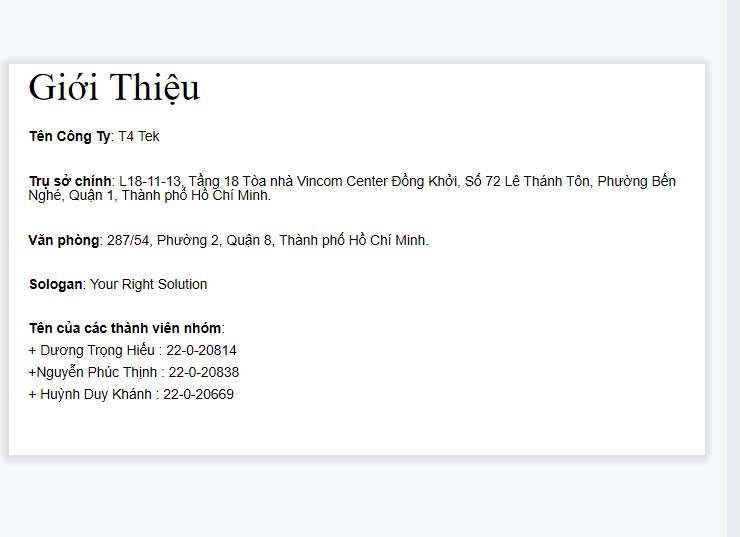 Giới Thiệu
Tên Công Ty: T4 Tek
Trụ sở chính: L18-11-13, Tầng 18 Tòa nhà Vincom Center Đồng Khởi, Số 72 Lê Thánh Tôn, Phường Bến
Nghé, Quận 1, Thành phố Hồ Chí Minh.
Văn phòng: 287/54, Phường 2, Quận 8, Thành phố Hồ Chí Minh.
Sologan: Your Right Solution
Tên của các thành viên nhóm:
+ Dương Trọng Hiếu : 22-0-20814
+Nguyễn Phúc Thịnh : 22-0-20838
+ Huỳnh Duy Khánh : 22-0-20669